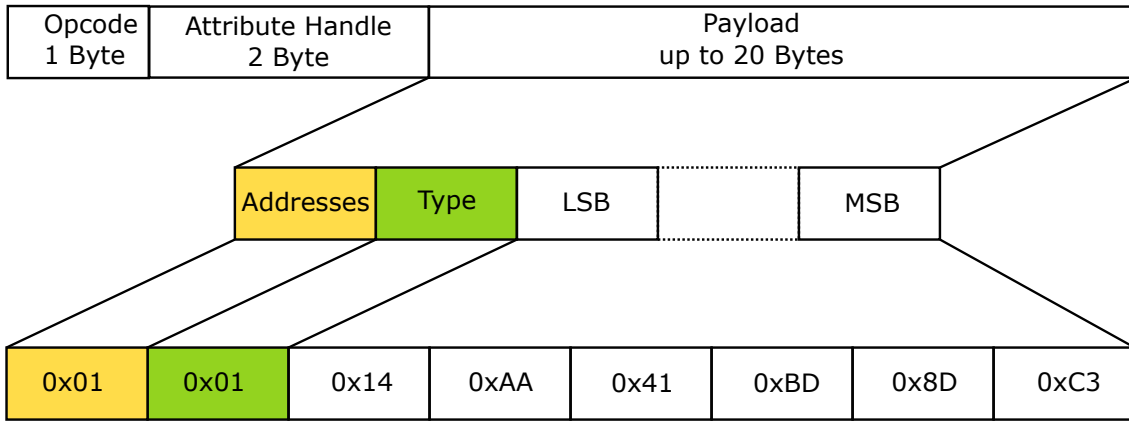 Opcode
1 Byte
Attribute Handle
2 Byte
Payload
up to 20 Bytes
Addresses
Type
LSB
MSB
0x01
0x01
0x14
0xAA
0x41
0xBD
0x8D
0xC3